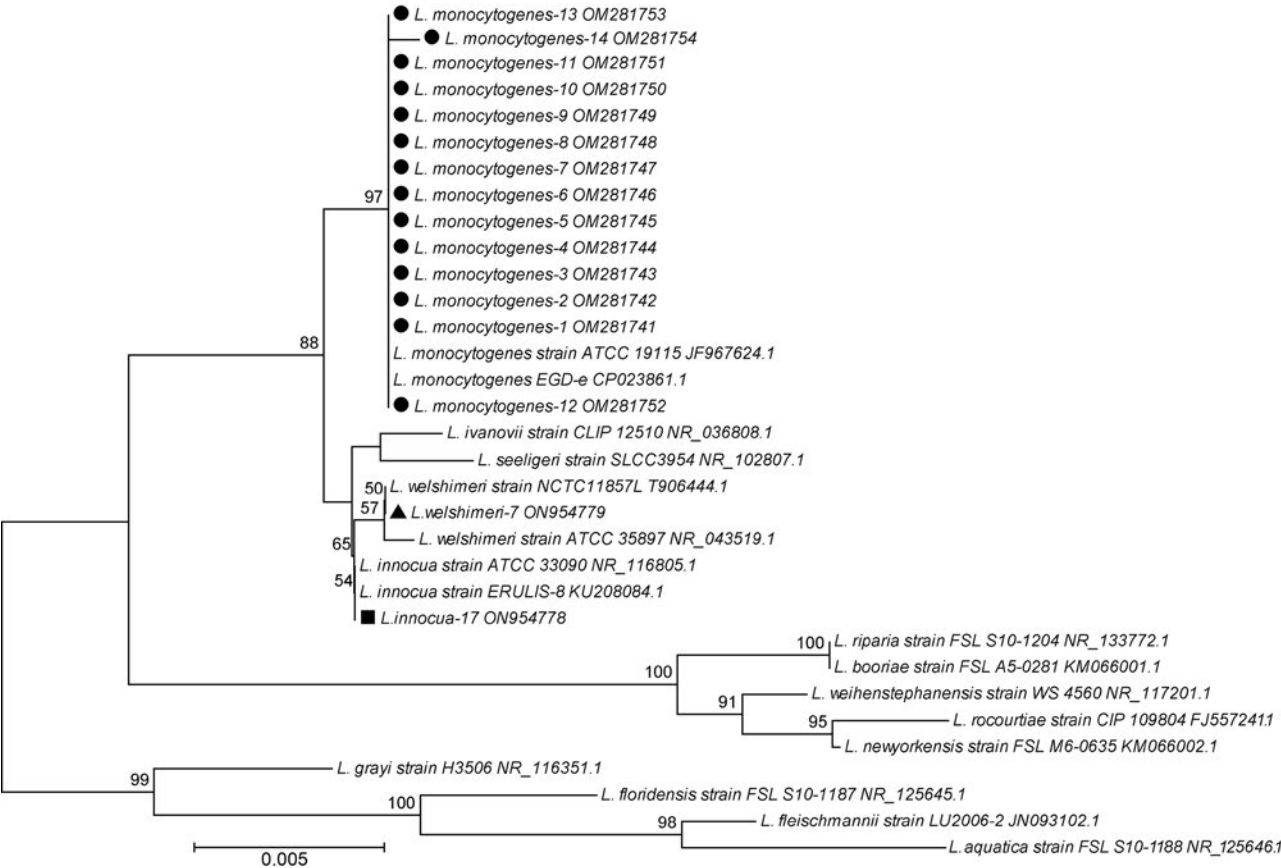 L. monocytogenes-13 OM281753
L. monocytogenes-14 OM281754
L. monocytogenes-11 OM281751
L. monocytogenes-10 OM281750
L. monocytogenes-9 OM281749
L. monocytogenes-8 OM281748
L. monocytogenes-7 OM281747
97
L. monocytogenes-6 OM281746
L. monocytogenes-5 OM281745
L. monocytogenes-4 OM281744
L. monocytogenes-3 OM281743
L. monocytogenes-2 OM281742
L. monocytogenes-1 OM281741
88
L. monocytogenes strain ATCC 19115 JF967624.1
L. monocytogenes EGD-e CP023861.1
L. monocytogenes-12 OM281752
L. ivanovii strain CLIP 12510 NR_036808.1
L. seeligeri strain SLCC3954 NR_102807.1
50
L. welshimeri strain NCTC11857L T906444.1
57
L.welshimeri-7 ON954779
L. welshimeri strain ATCC 35897 NR_043519.1
65
L. innocua strain ATCC 33090 NR_116805.1
54
L. innocua strain ERULIS-8 KU208084.1
L.innocua-17 ON954778
100
L. riparia strain FSL S10-1204 NR_133772.1
L. booriae strain FSL A5-0281 KM066001.1
100
91
L. weihenstephanensis strain WS 4560 NR_117201.1
95
L. rocourtiae strain CIP 109804 FJ557241.1
L. newyorkensis strain FSL M6-0635 KM066002.1
99
L. grayi strain H3506 NR_116351.1
100
L. floridensis strain FSL S10-1187 NR_125645.1
98
L. fleischmannii strain LU2006-2 JN093102.1
L.aquatica strain FSL S10-1188 NR_125646.1
0.005